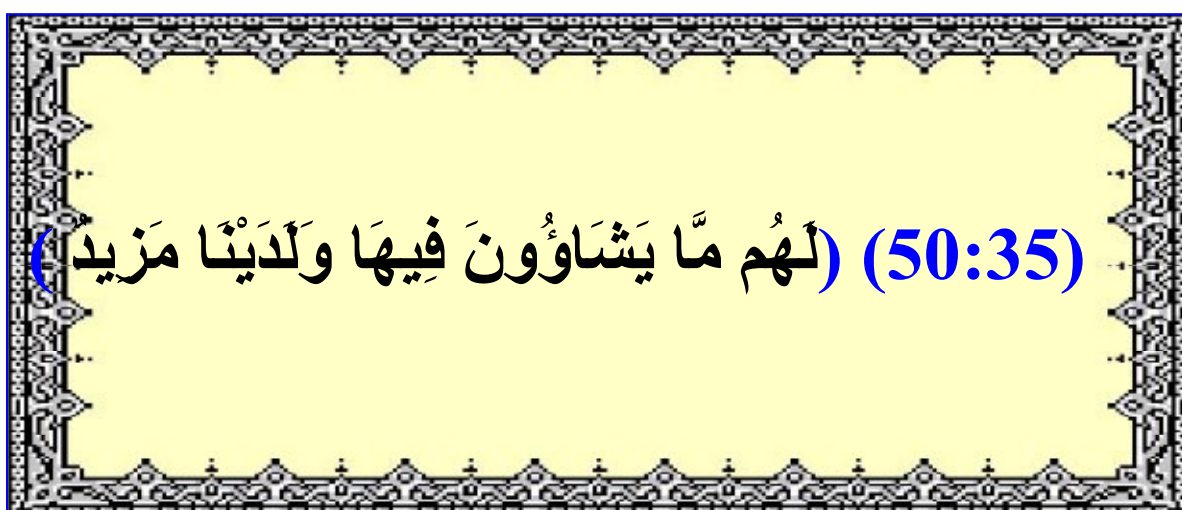 (50:35) (لَهُم مَّا يَشَاؤُونَ فِيهَا وَلَدَيْنَا مَزِيدٌ )